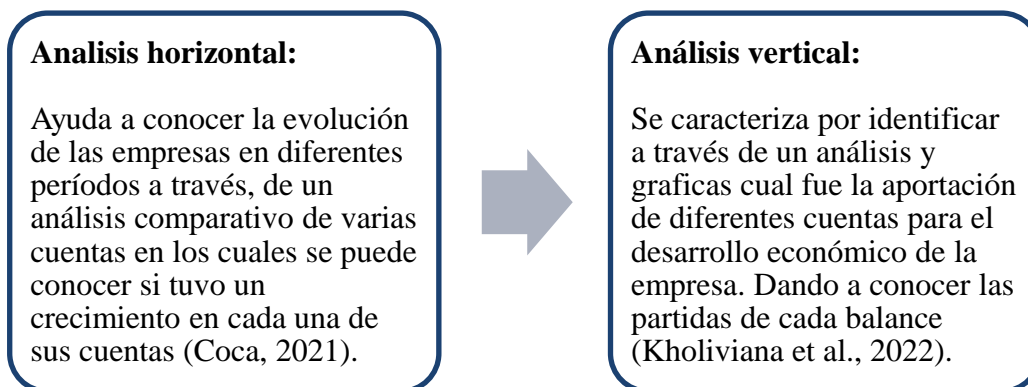 Analisis horizontal:
Ayuda a conocer la evolución
de las empresas en diferentes
períodos a través, de un
análisis comparativo de varias
cuentas en los cuales se puede
conocer si tuvo un
crecimiento en cada una de
sus cuentas (Coca, 2021).
Análisis vertical:
Se caracteriza por identificar
a través de un análisis y
graficas cual fue la aportación
de diferentes cuentas para el
desarrollo económico de la
empresa. Dando a conocer las
partidas de cada balance
(Kholiviana et al., 2022).